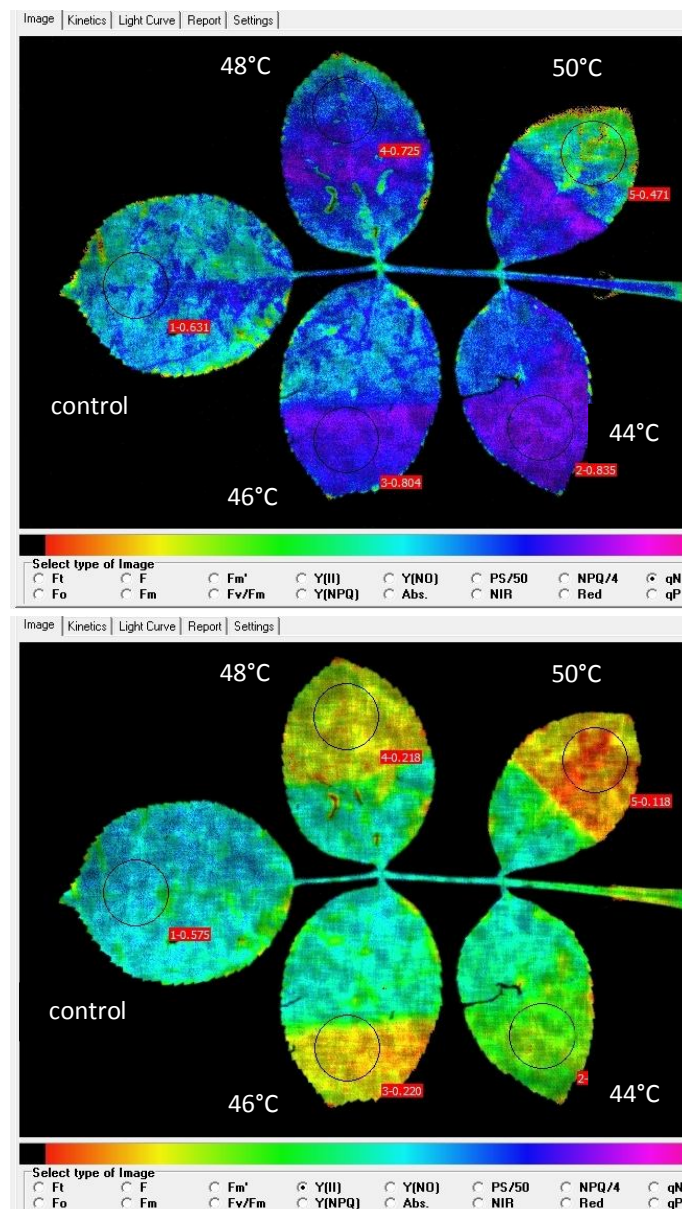 Image Kinetics Light Curve Report Settings
48°C 50°C
4-0.725
5-0.471
1-0.631
control
44°C
2-0.835
3-0.804
46°C
Select type of Image
Ft F Fm' Y(II) Y(NO) PS/50 NPQ/4 qN
Fo Fm Fv/Fm Y(NPQ) Abs. NIR Red qP
Image Kinetics Light Curve Report Settings
48°C 50°C
4-0.218
5-0.118
1-0.575
control
2-
3-0.220
46°C 44°C
Select type of Image
Ft F Fm' Y(II) Y(NO) PS/50 NPQ/4 qN
Fo Fm Fv/Fm Y(NPQ) Abs. NIR Red qP